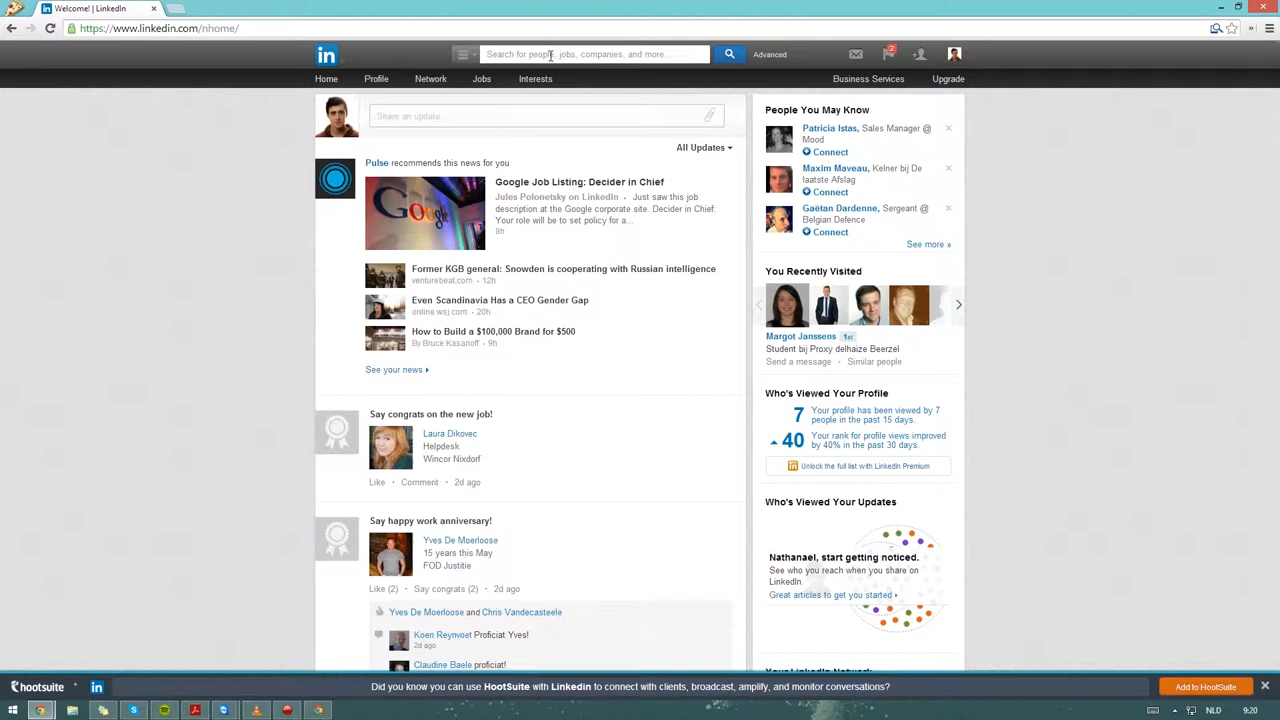 Welcome! | LinkedIn
https://www.linkedin.com/nhome/
in
Search for people, jobs, companies, and more...
Advanced
2
Home Profile Network Jobs Interests
Business Services Upgrade
Share an update...
All Updates
Pulse recommends this news for you
Google Job Listing: Decider in Chief
Jules Polonetsky on LinkedIn • Just saw this job
description at the Google corporate site. Decider in Chief:
Your role will be to set policy for a...
8h
Former KGB general: Snowden is cooperating with Russian intelligence
venturebeat.com • 12h
Even Scandinavia Has a CEO Gender Gap
online.wsj.com • 20h
How to Build a $100,000 Brand for $500
By Bruce Kasanoff • 9h
See your news
Say congrats on the new job!
Laura Dikovec
Helpdesk
Wincor Nixdorf
Like • Comment • 2d ago
Say happy work anniversary!
Yves De Moerloose
15 years this May
FOD Justitie
Like (2) • Say congrats (2) • 2d ago
Yves De Moerloose and Chris Vandecasteele
Koen Reynvoet Proficiat Yves!
2d ago
Claudine Baele proficiat!
People You May Know
Patricia Istas, Sales Manager @
Mood
Connect
Maxim Maveau, Kelner bij De
laatste Afslag
Connect
Gaëtan Dardenne, Sergeant @
Belgian Defence
Connect
See more »
You Recently Visited
Margot Janssens 1st
Student bij Proxy delhaize Beerzel
Send a message • Similar people
Who's Viewed Your Profile
7 Your profile has been viewed by 7
people in the past 15 days.
40 Your rank for profile views improved
by 40% in the past 30 days.
in Unlock the full list with LinkedIn Premium
Who's Viewed Your Updates
Nathanael, start getting noticed.
See who you reach when you share on
LinkedIn.
Great articles to get you started
Your LinkedIn Network
hootsuite in Did you know you can use HootSuite with Linkedin to connect with clients, broadcast, amplify, and monitor conversations? Add to HootSuite
NLD 9:20